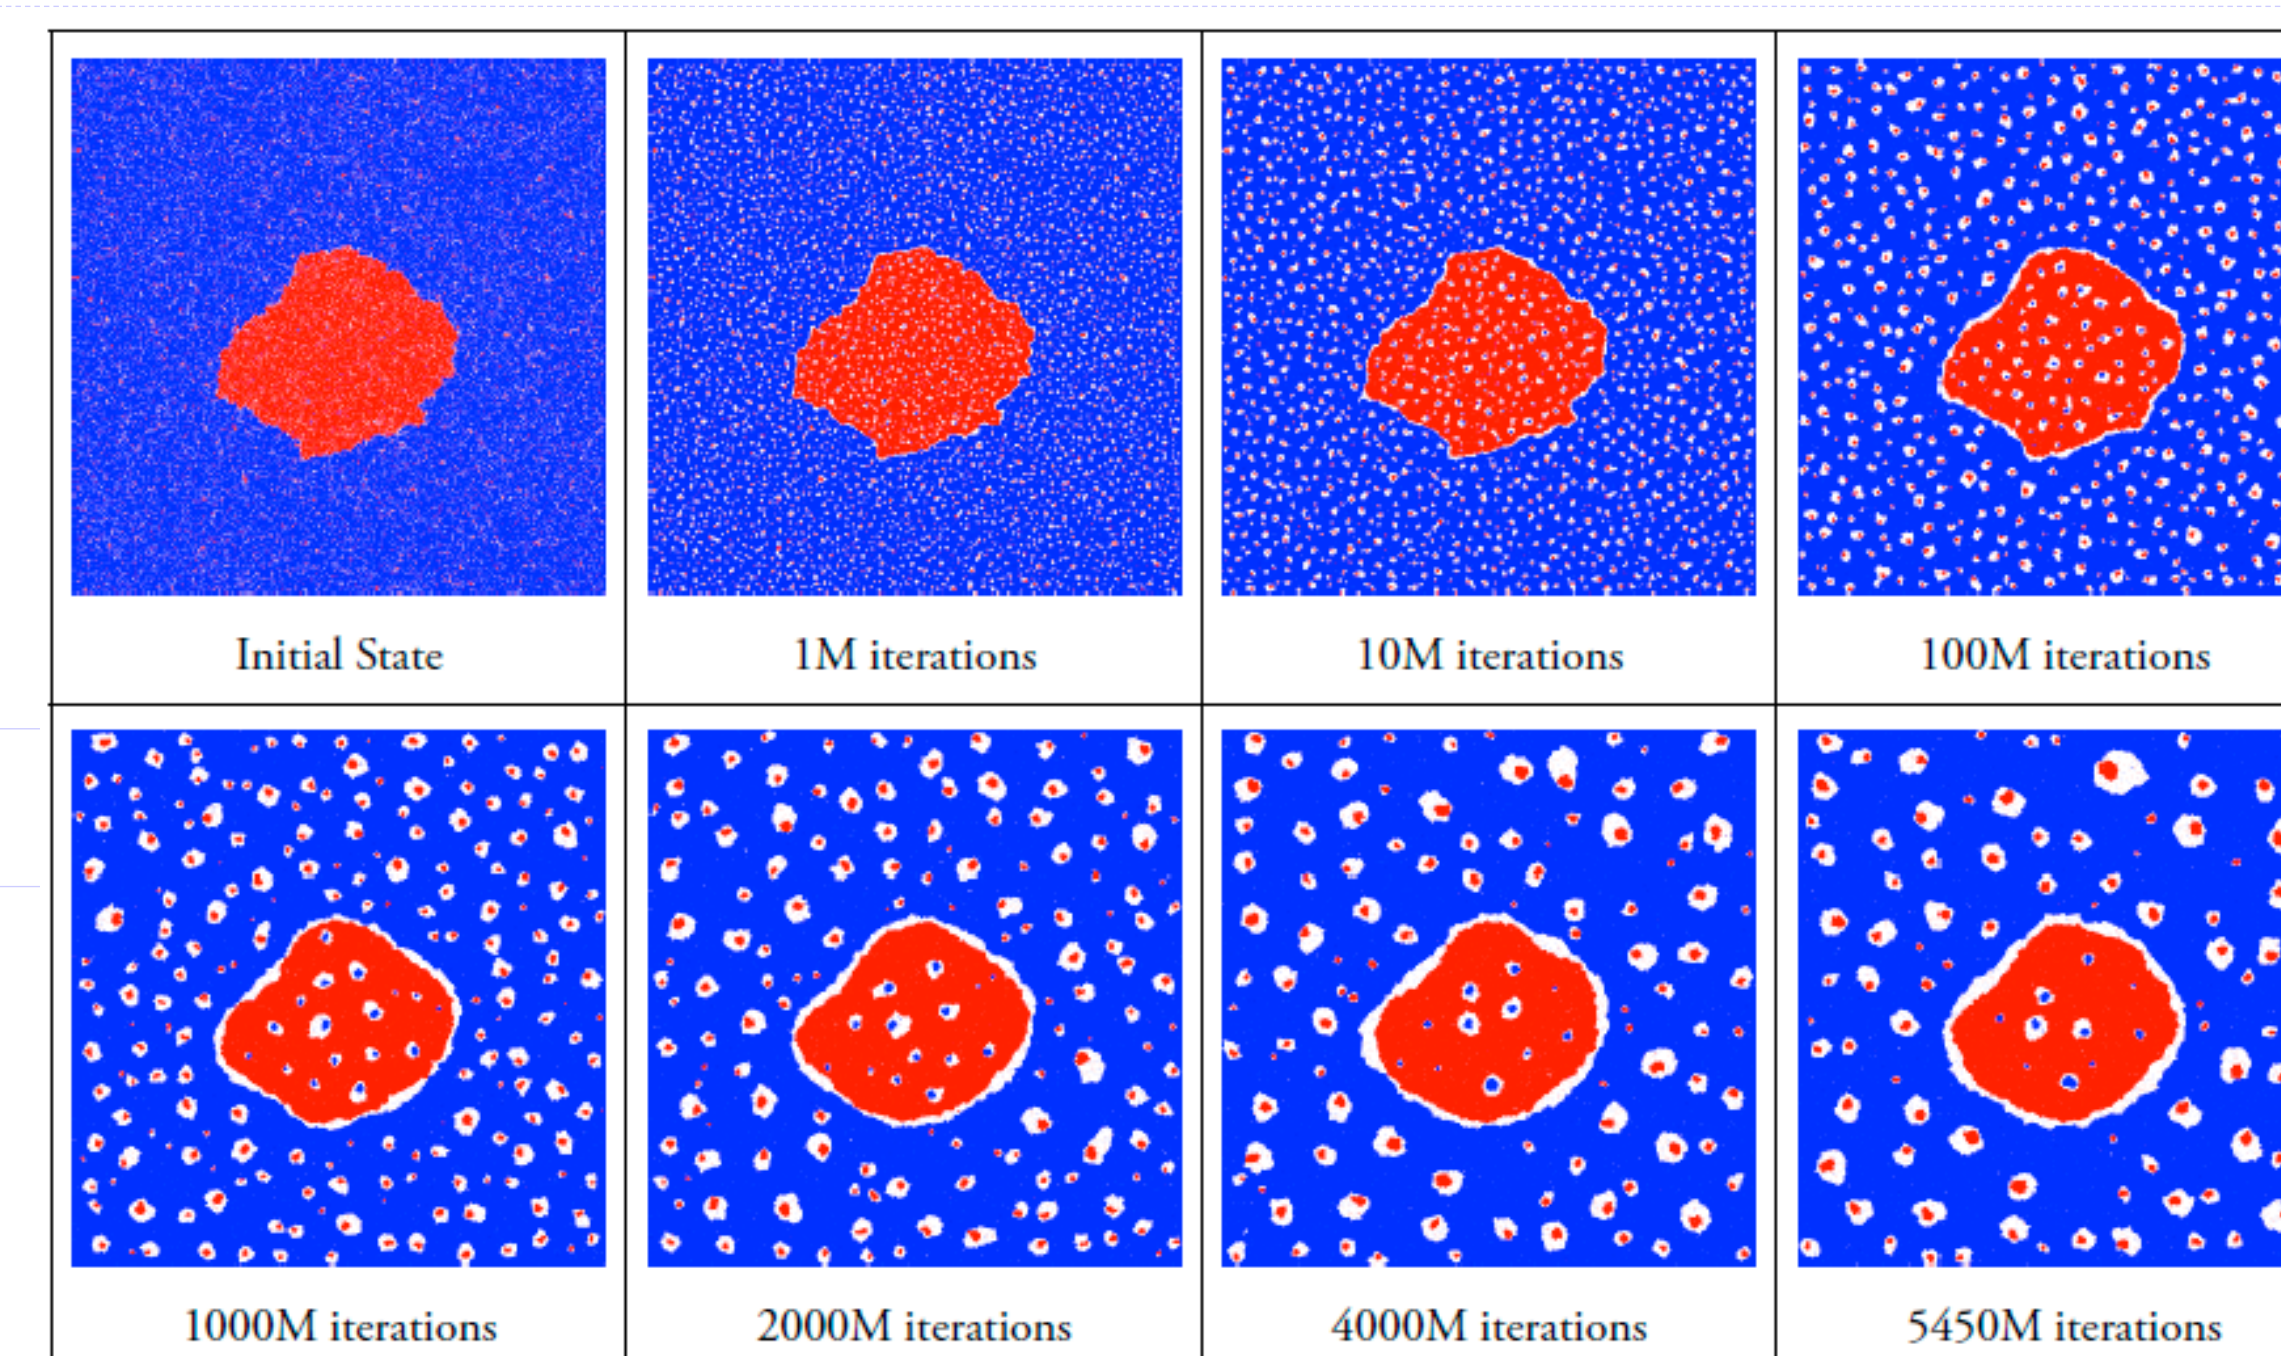 Initial State
1M iterations
10M iterations
100M iterations
1000M iterations
2000M iterations
4000M iterations
5450M iterations